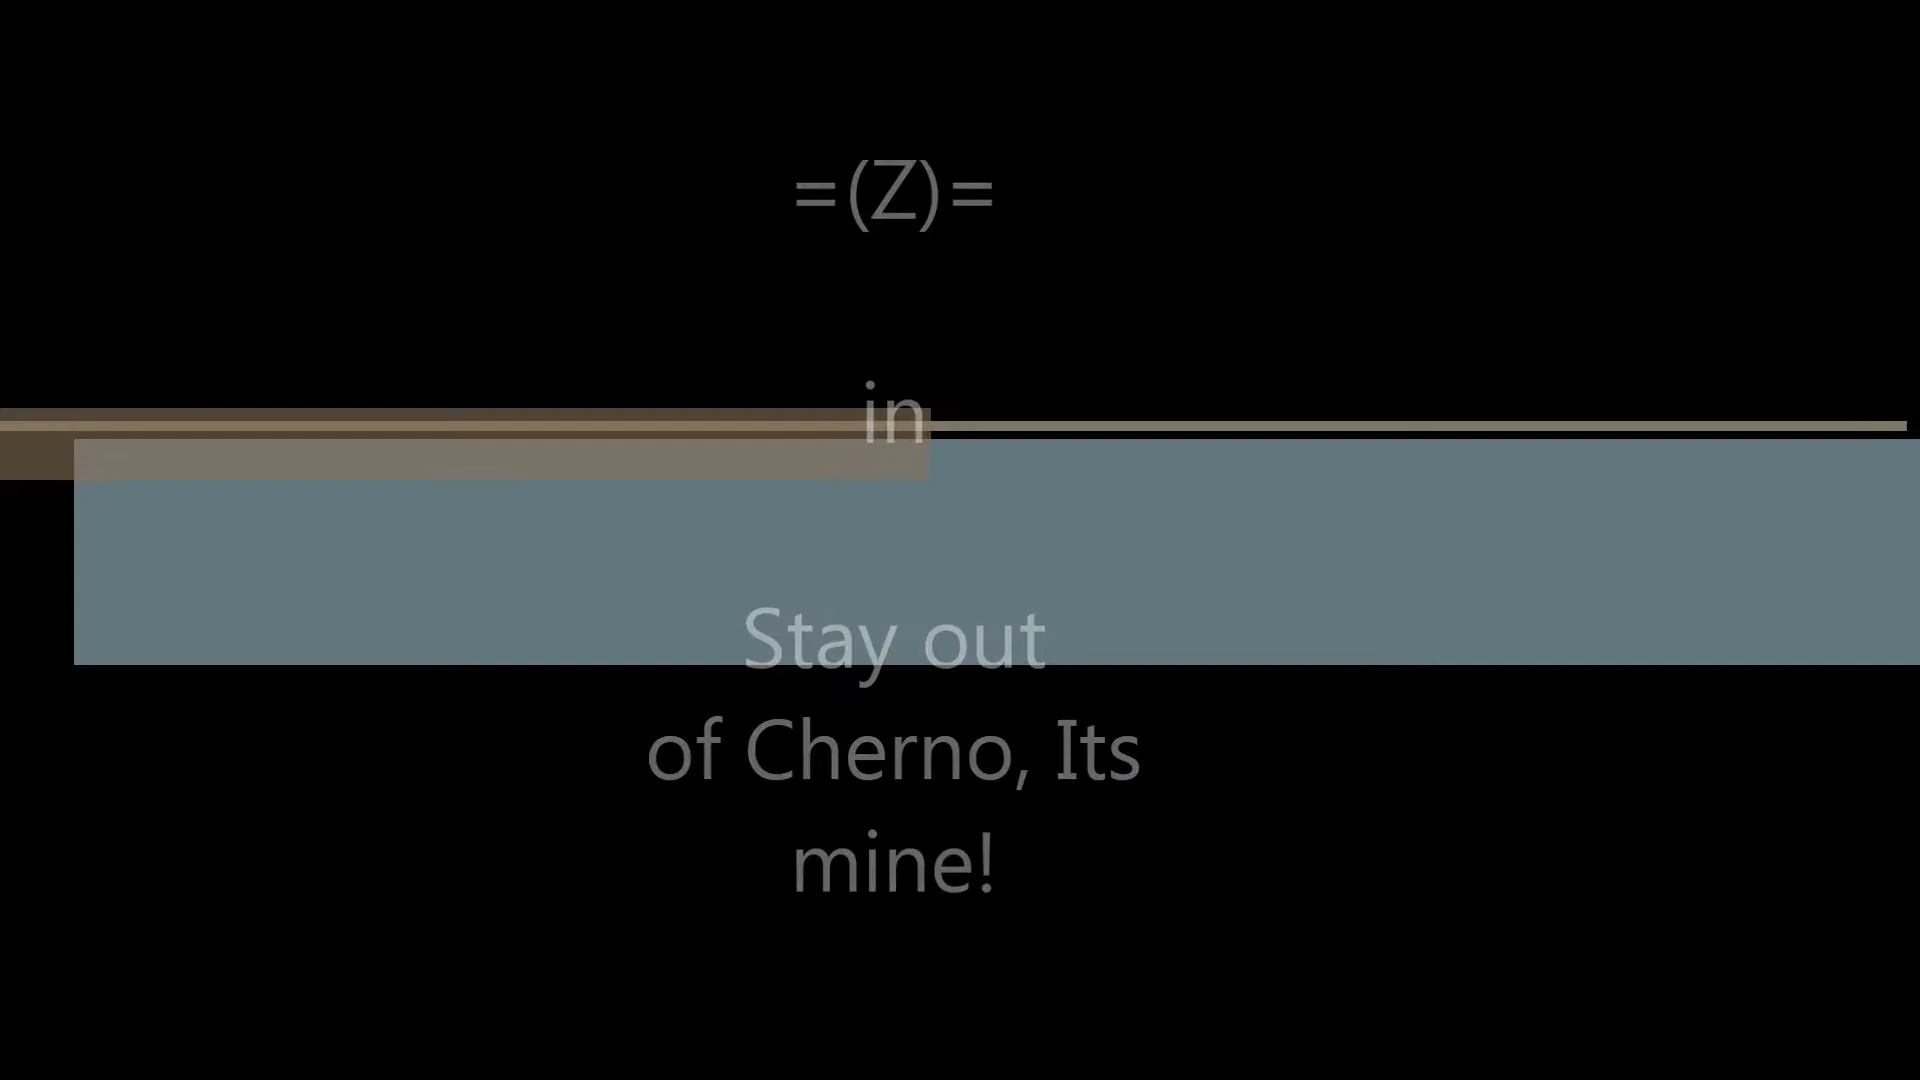 =(Z)=
in
Stay out
of Cherno, Its
mine!